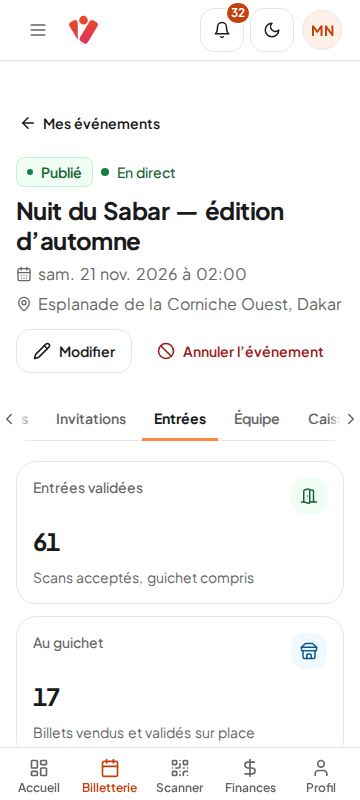 32
MN
Mes événements
Publié
En direct
Nuit du Sabar — édition
d’automne
sam. 21 nov. 2026 à 02:00
Esplanade de la Corniche Ouest, Dakar
Modifier
Annuler l’événement
s
Invitations
Entrées
Équipe
Cais
Entrées validées
61
Scans acceptés, guichet compris
Au guichet
17
Billets vendus et validés sur place
Accueil
Billetterie
Scanner
Finances
Profil